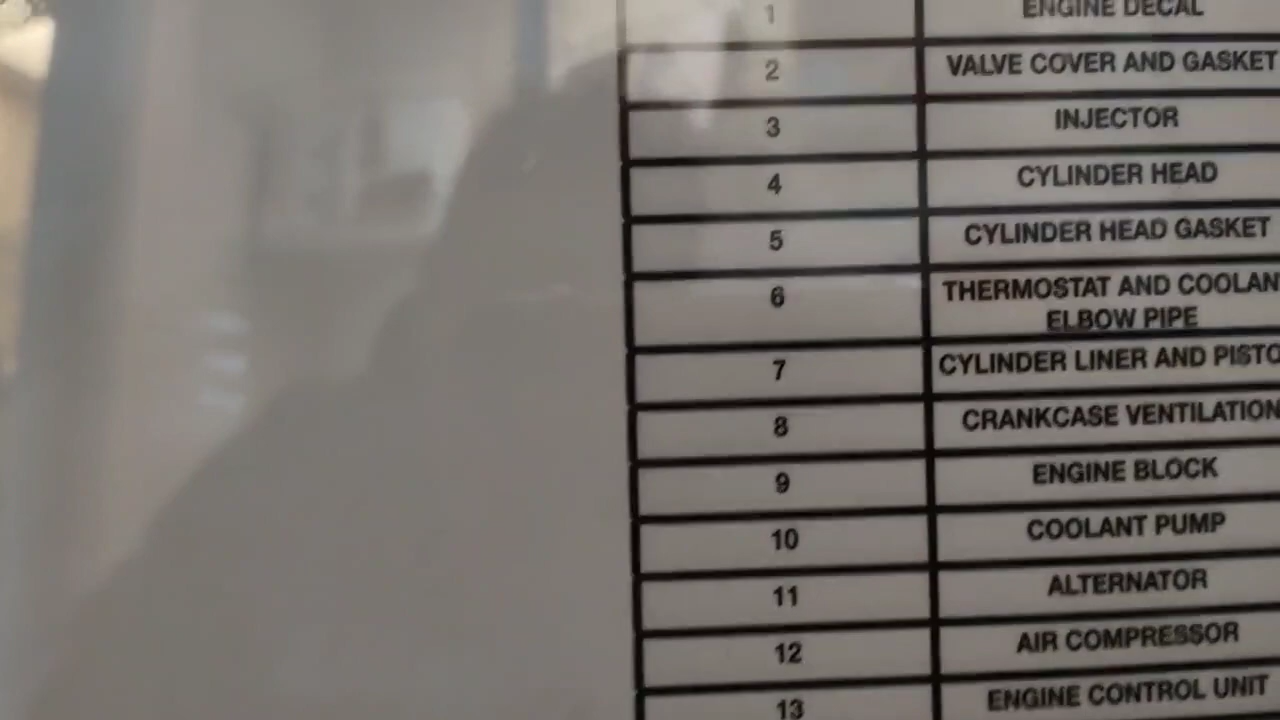 1 ENGINE DECAL
2 VALVE COVER AND GASKET
3 INJECTOR
4 CYLINDER HEAD
5 CYLINDER HEAD GASKET
6 THERMOSTAT AND COOLAN
ELBOW PIPE
7 CYLINDER LINER AND PISTO
8 CRANKCASE VENTILATION
9 ENGINE BLOCK
10 COOLANT PUMP
11 ALTERNATOR
12 AIR COMPRESSOR
13 ENGINE CONTROL UNIT